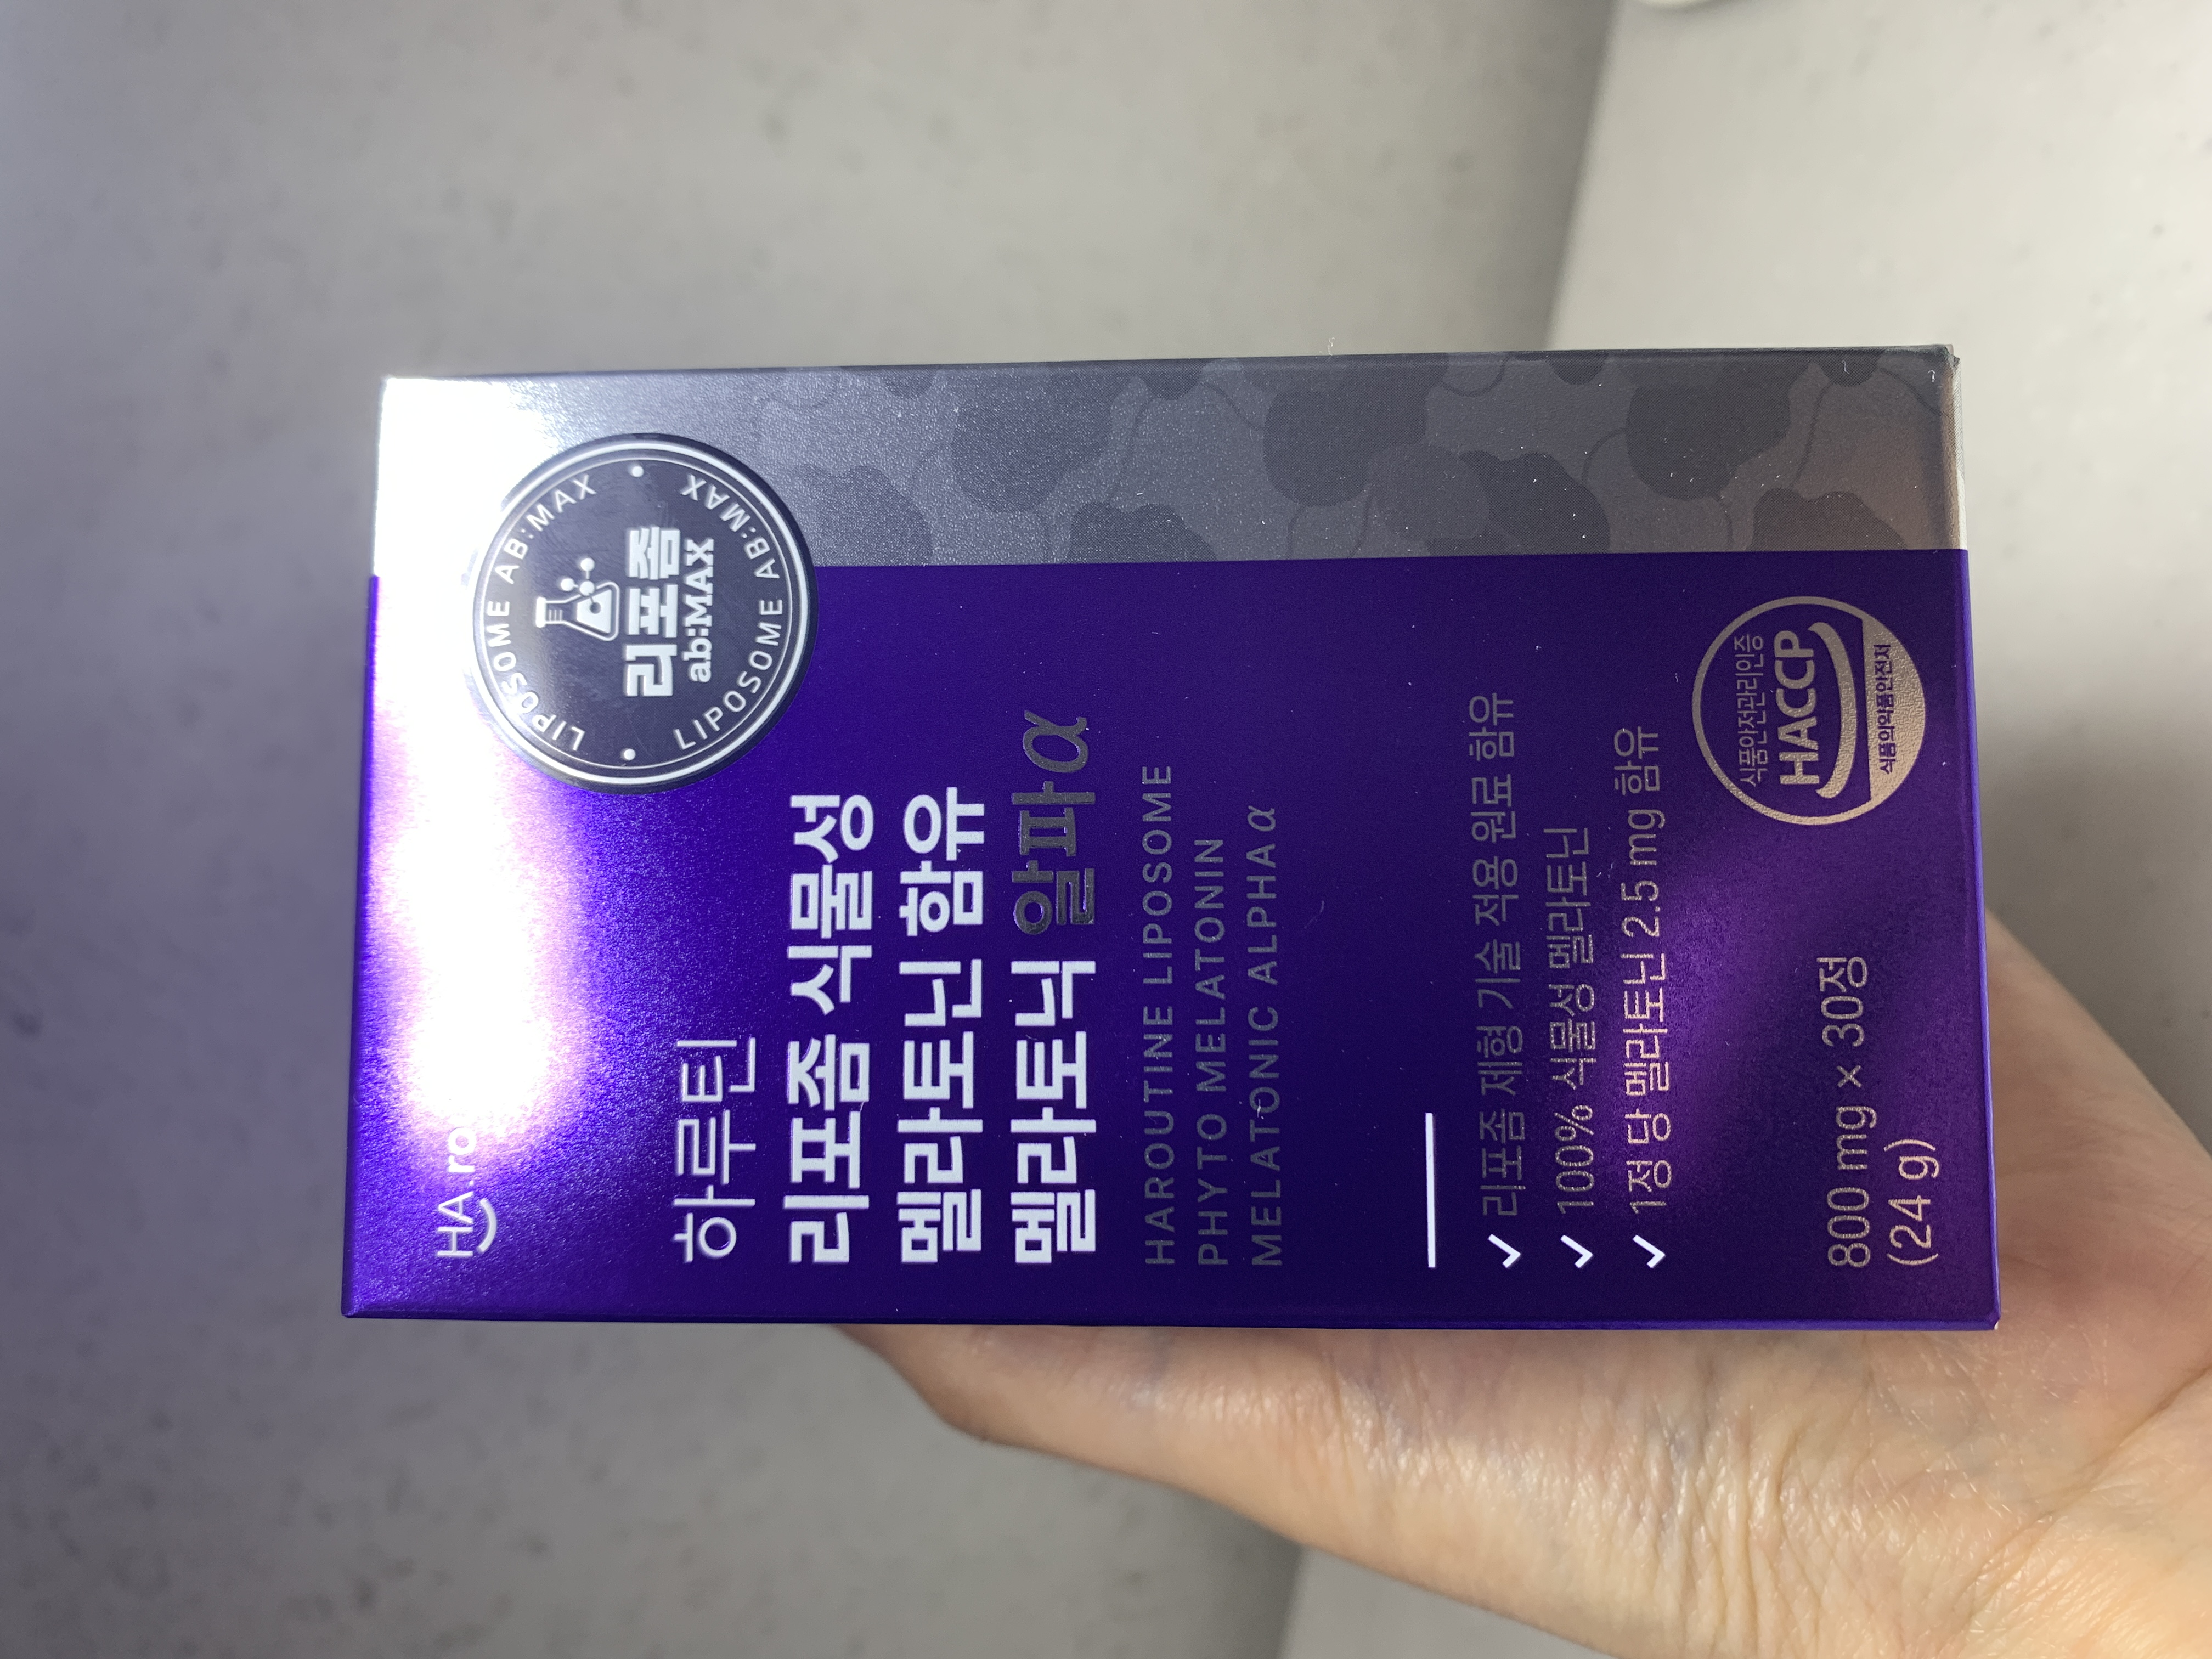 HA.ro
LIPOSOME AB:MAX
리포좀
ab:MAX
LIPOSOME AB:MAX
하루틴
리포좀 식물성
멜라토닌 함유
멜라토닉 알파α
HAROUTINE LIPOSOME
PHYTO MELATONIN
MELATONIC ALPHA α
리포좀 제형 기술 적용 원료 함유
100% 식물성 멜라토닌
1정 당 멜라토닌 2.5 mg 함유
식품안전관리인증
HACCP
식품의약품안전처
800 mg × 30정
(24 g)